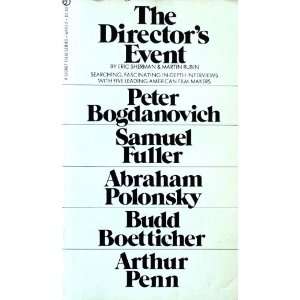 The
Director's
Event
BY ERIC SHERMAN & MARTIN RUBIN
SEARCHING, FASCINATING IN-DEPTH INTERVIEWS
WITH FIVE LEADING AMERICAN FILM MAKERS
Peter
Bogdanovich
Samuel
Fuller
Abraham
Polonsky
Budd
Boetticher
Arthur
Penn